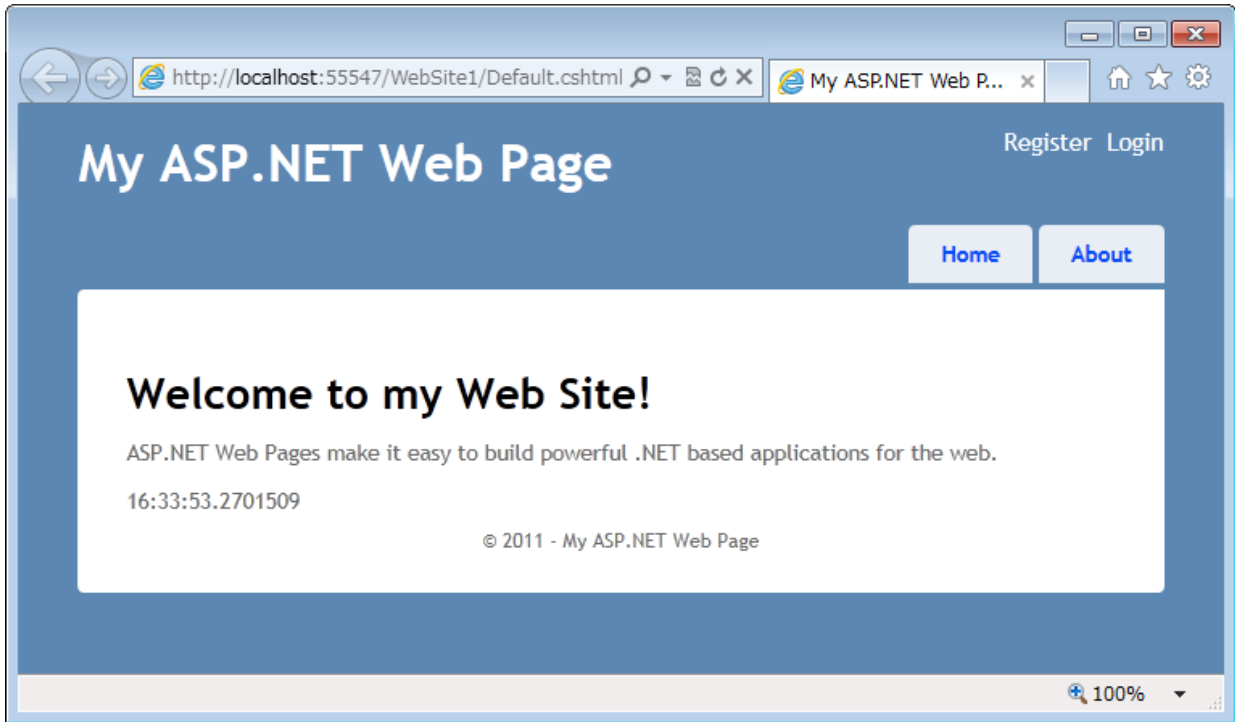 http://localhost:55547/WebSite1/Default.cshtml
My ASP.NET Web P...
Register Login
My ASP.NET Web Page
Home About
Welcome to my Web Site!
ASP.NET Web Pages make it easy to build powerful .NET based applications for the web.
16:33:53.2701509
© 2011 - My ASP.NET Web Page
100%